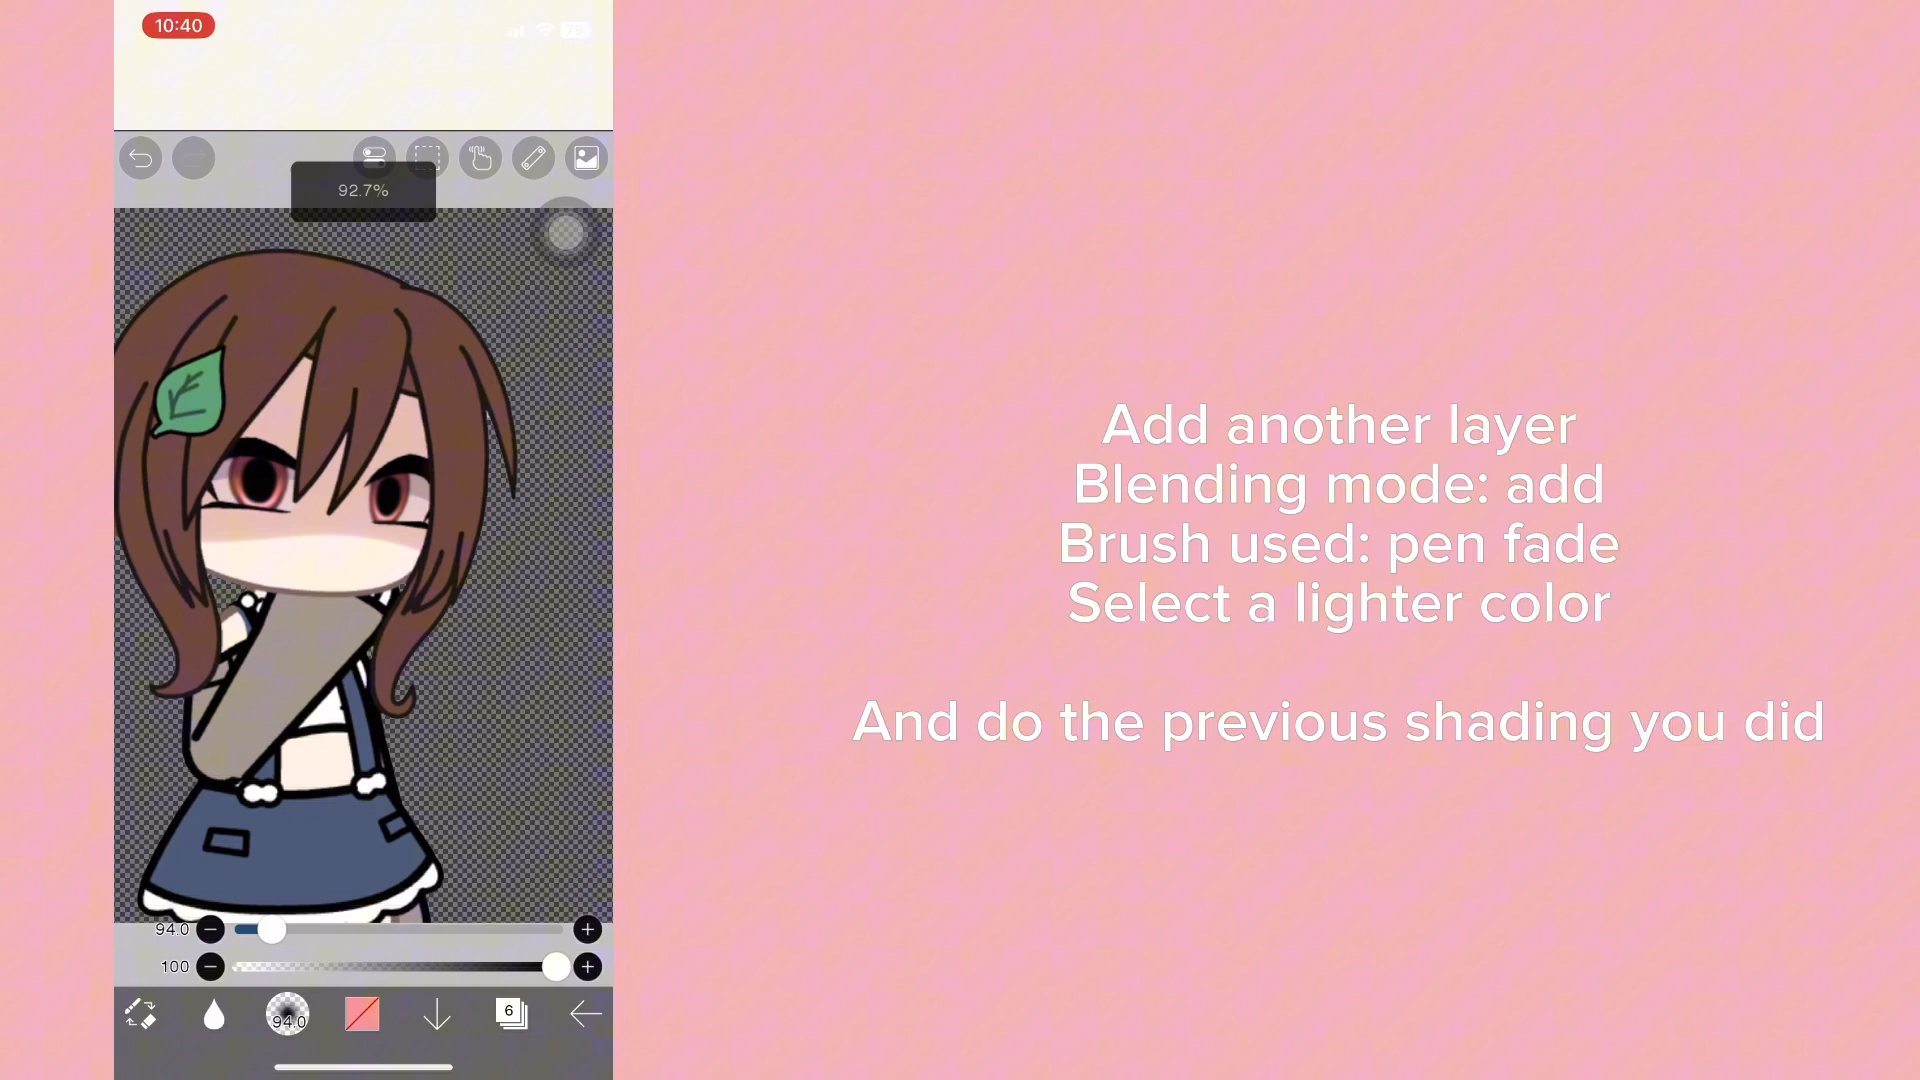 10:40
79
92.7%
94.0
100
94.0
6
Add another layer
Blending mode: add
Brush used: pen fade
Select a lighter color
And do the previous shading you did